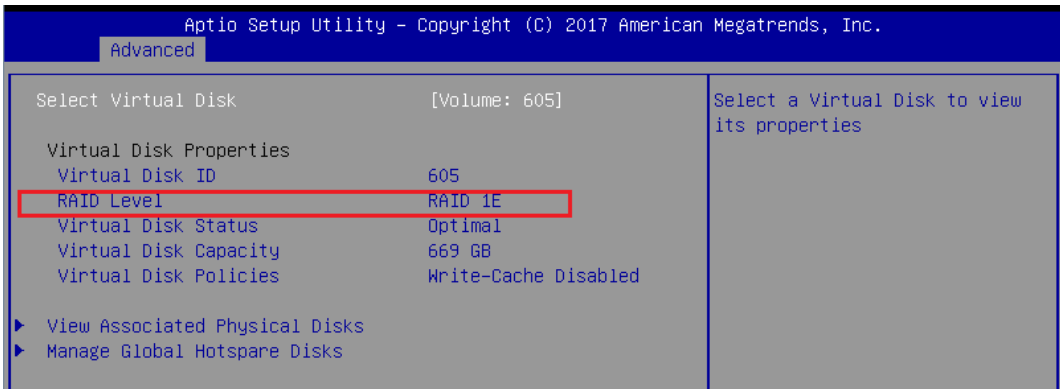 Aptio Setup Utility – Copyright (C) 2017 American Megatrends, Inc.
Advanced
Select Virtual Disk [Volume: 605]
Select a Virtual Disk to view
its properties
Virtual Disk Properties
Virtual Disk ID 605
RAID Level RAID 1E
Virtual Disk Status Optimal
Virtual Disk Capacity 669 GB
Virtual Disk Policies Write-Cache Disabled
View Associated Physical Disks
Manage Global Hotspare Disks